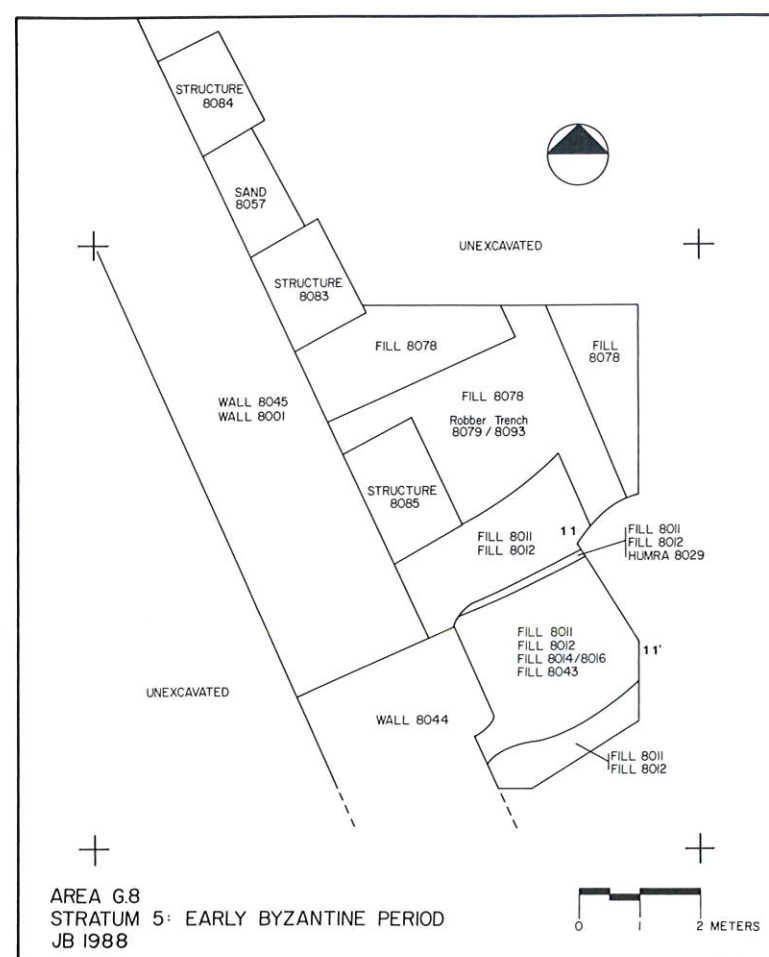 STRUCTURE
8084
SAND
8057
UNEXCAVATED
STRUCTURE
8083
FILL 8078
FILL
8078
WALL 8045
WALL 8001
FILL 8078
Robber Trench
8079/8093
STRUCTURE
8085
FILL 8011
FILL 8012
11
FILL 8011
FILL 8012
HUMRA 8029
FILL 8011
FILL 8012
FILL 8014/8016
FILL 8043
11'
UNEXCAVATED
WALL 8044
FILL 8011
FILL 8012
AREA G.8
STRATUM 5: EARLY BYZANTINE PERIOD
JB 1988
0 1 2 METERS